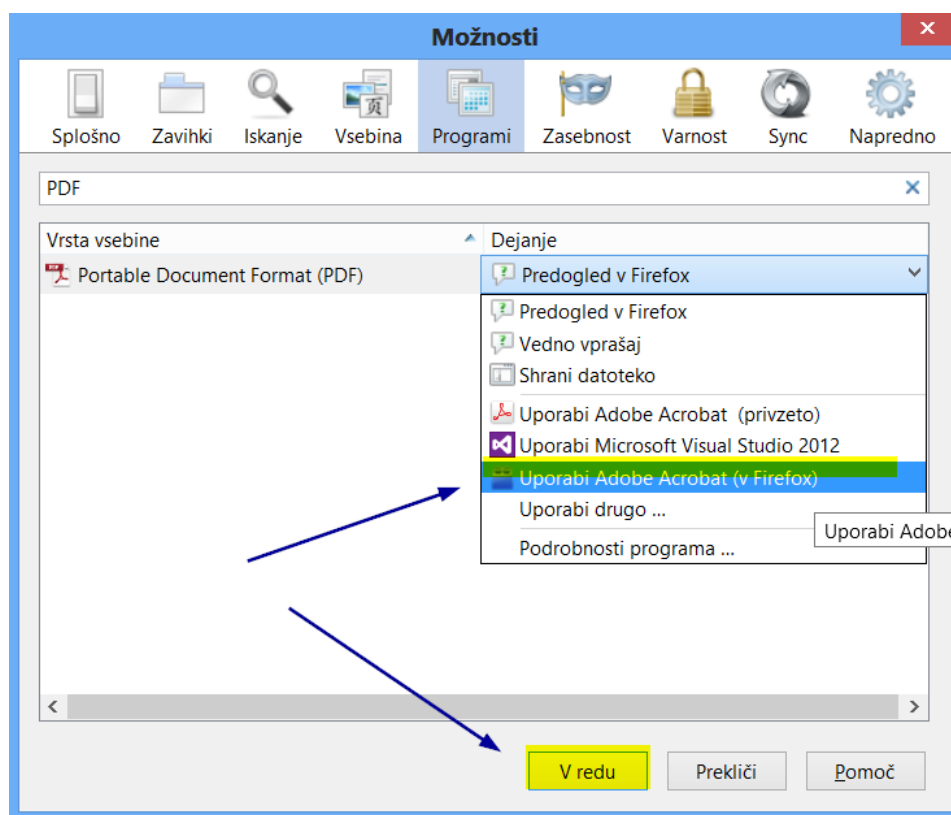 Možnosti
Splošno Zavihki Iskanje Vsebina Programi Zasebnost Varnost Sync Napredno
PDF
Vrsta vsebine Dejanje
Portable Document Format (PDF) Predogled v Firefox
Predogled v Firefox
Vedno vprašaj
Shrani datoteko
Uporabi Adobe Acrobat (privzeto)
Uporabi Microsoft Visual Studio 2012
Uporabi Adobe Acrobat (v Firefox)
Uporabi drugo ...
Uporabi Adobe
Podrobnosti programa ...
V redu Prekliči Pomoč